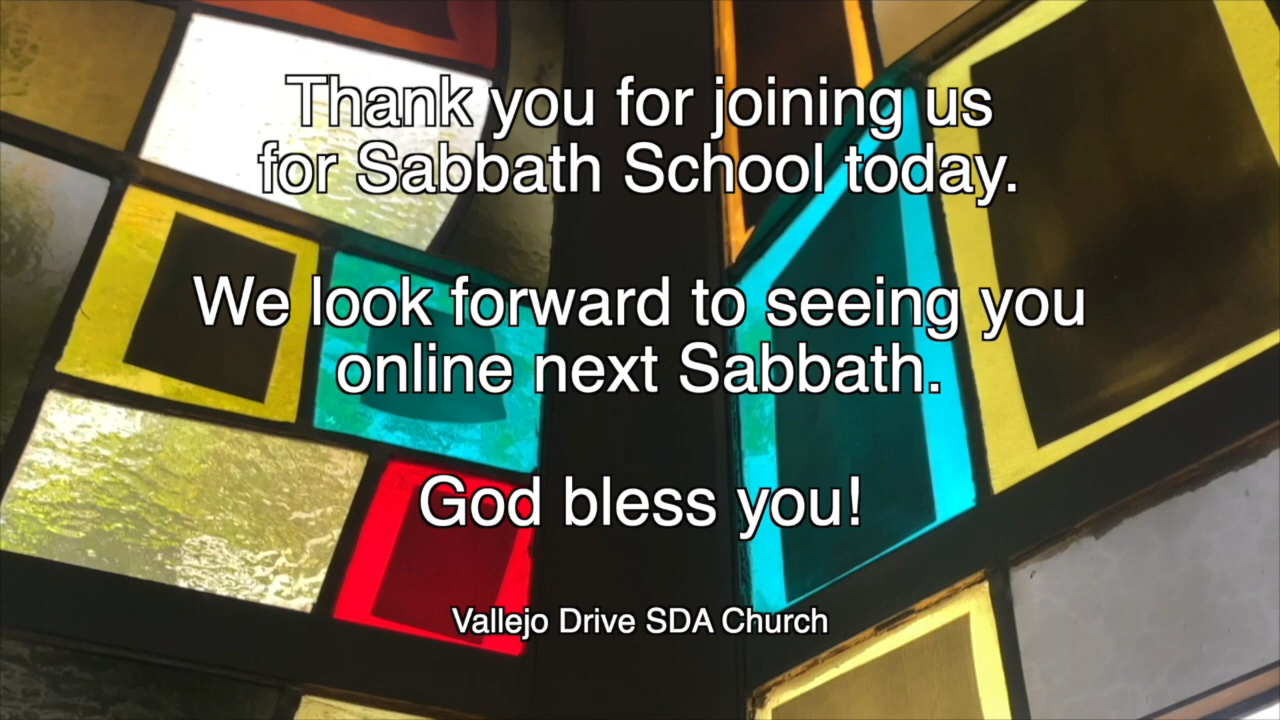 Thank you for joining us
for Sabbath School today.
We look forward to seeing you
online next Sabbath.
God bless you!
Vallejo Drive SDA Church